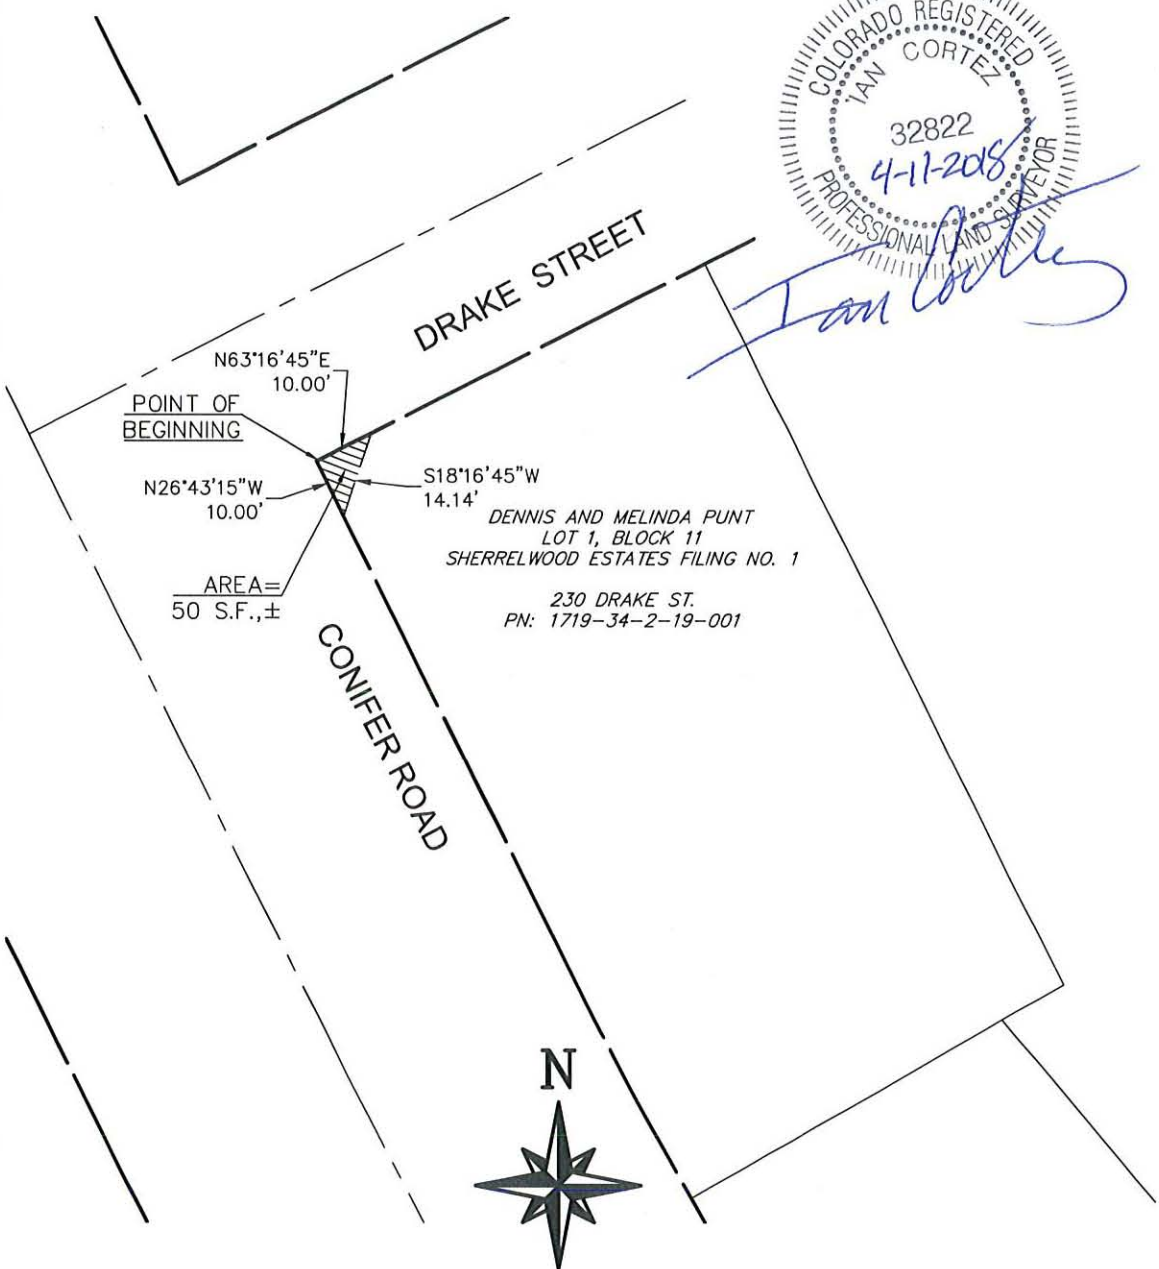 COLORADO REGISTERED
IAN CORTEZ
32822
4-11-2018
PROFESSIONAL LAND SURVEYOR
Ian Cortez
DRAKE STREET
N63°16'45"E
10.00'
POINT OF
BEGINNING
N26°43'15"W
10.00'
S18°16'45"W
14.14'
DENNIS AND MELINDA PUNT
LOT 1, BLOCK 11
SHERRELWOOD ESTATES FILING NO. 1
230 DRAKE ST.
PN: 1719-34-2-19-001
AREA=
50 S.F.,±
CONIFER ROAD
N